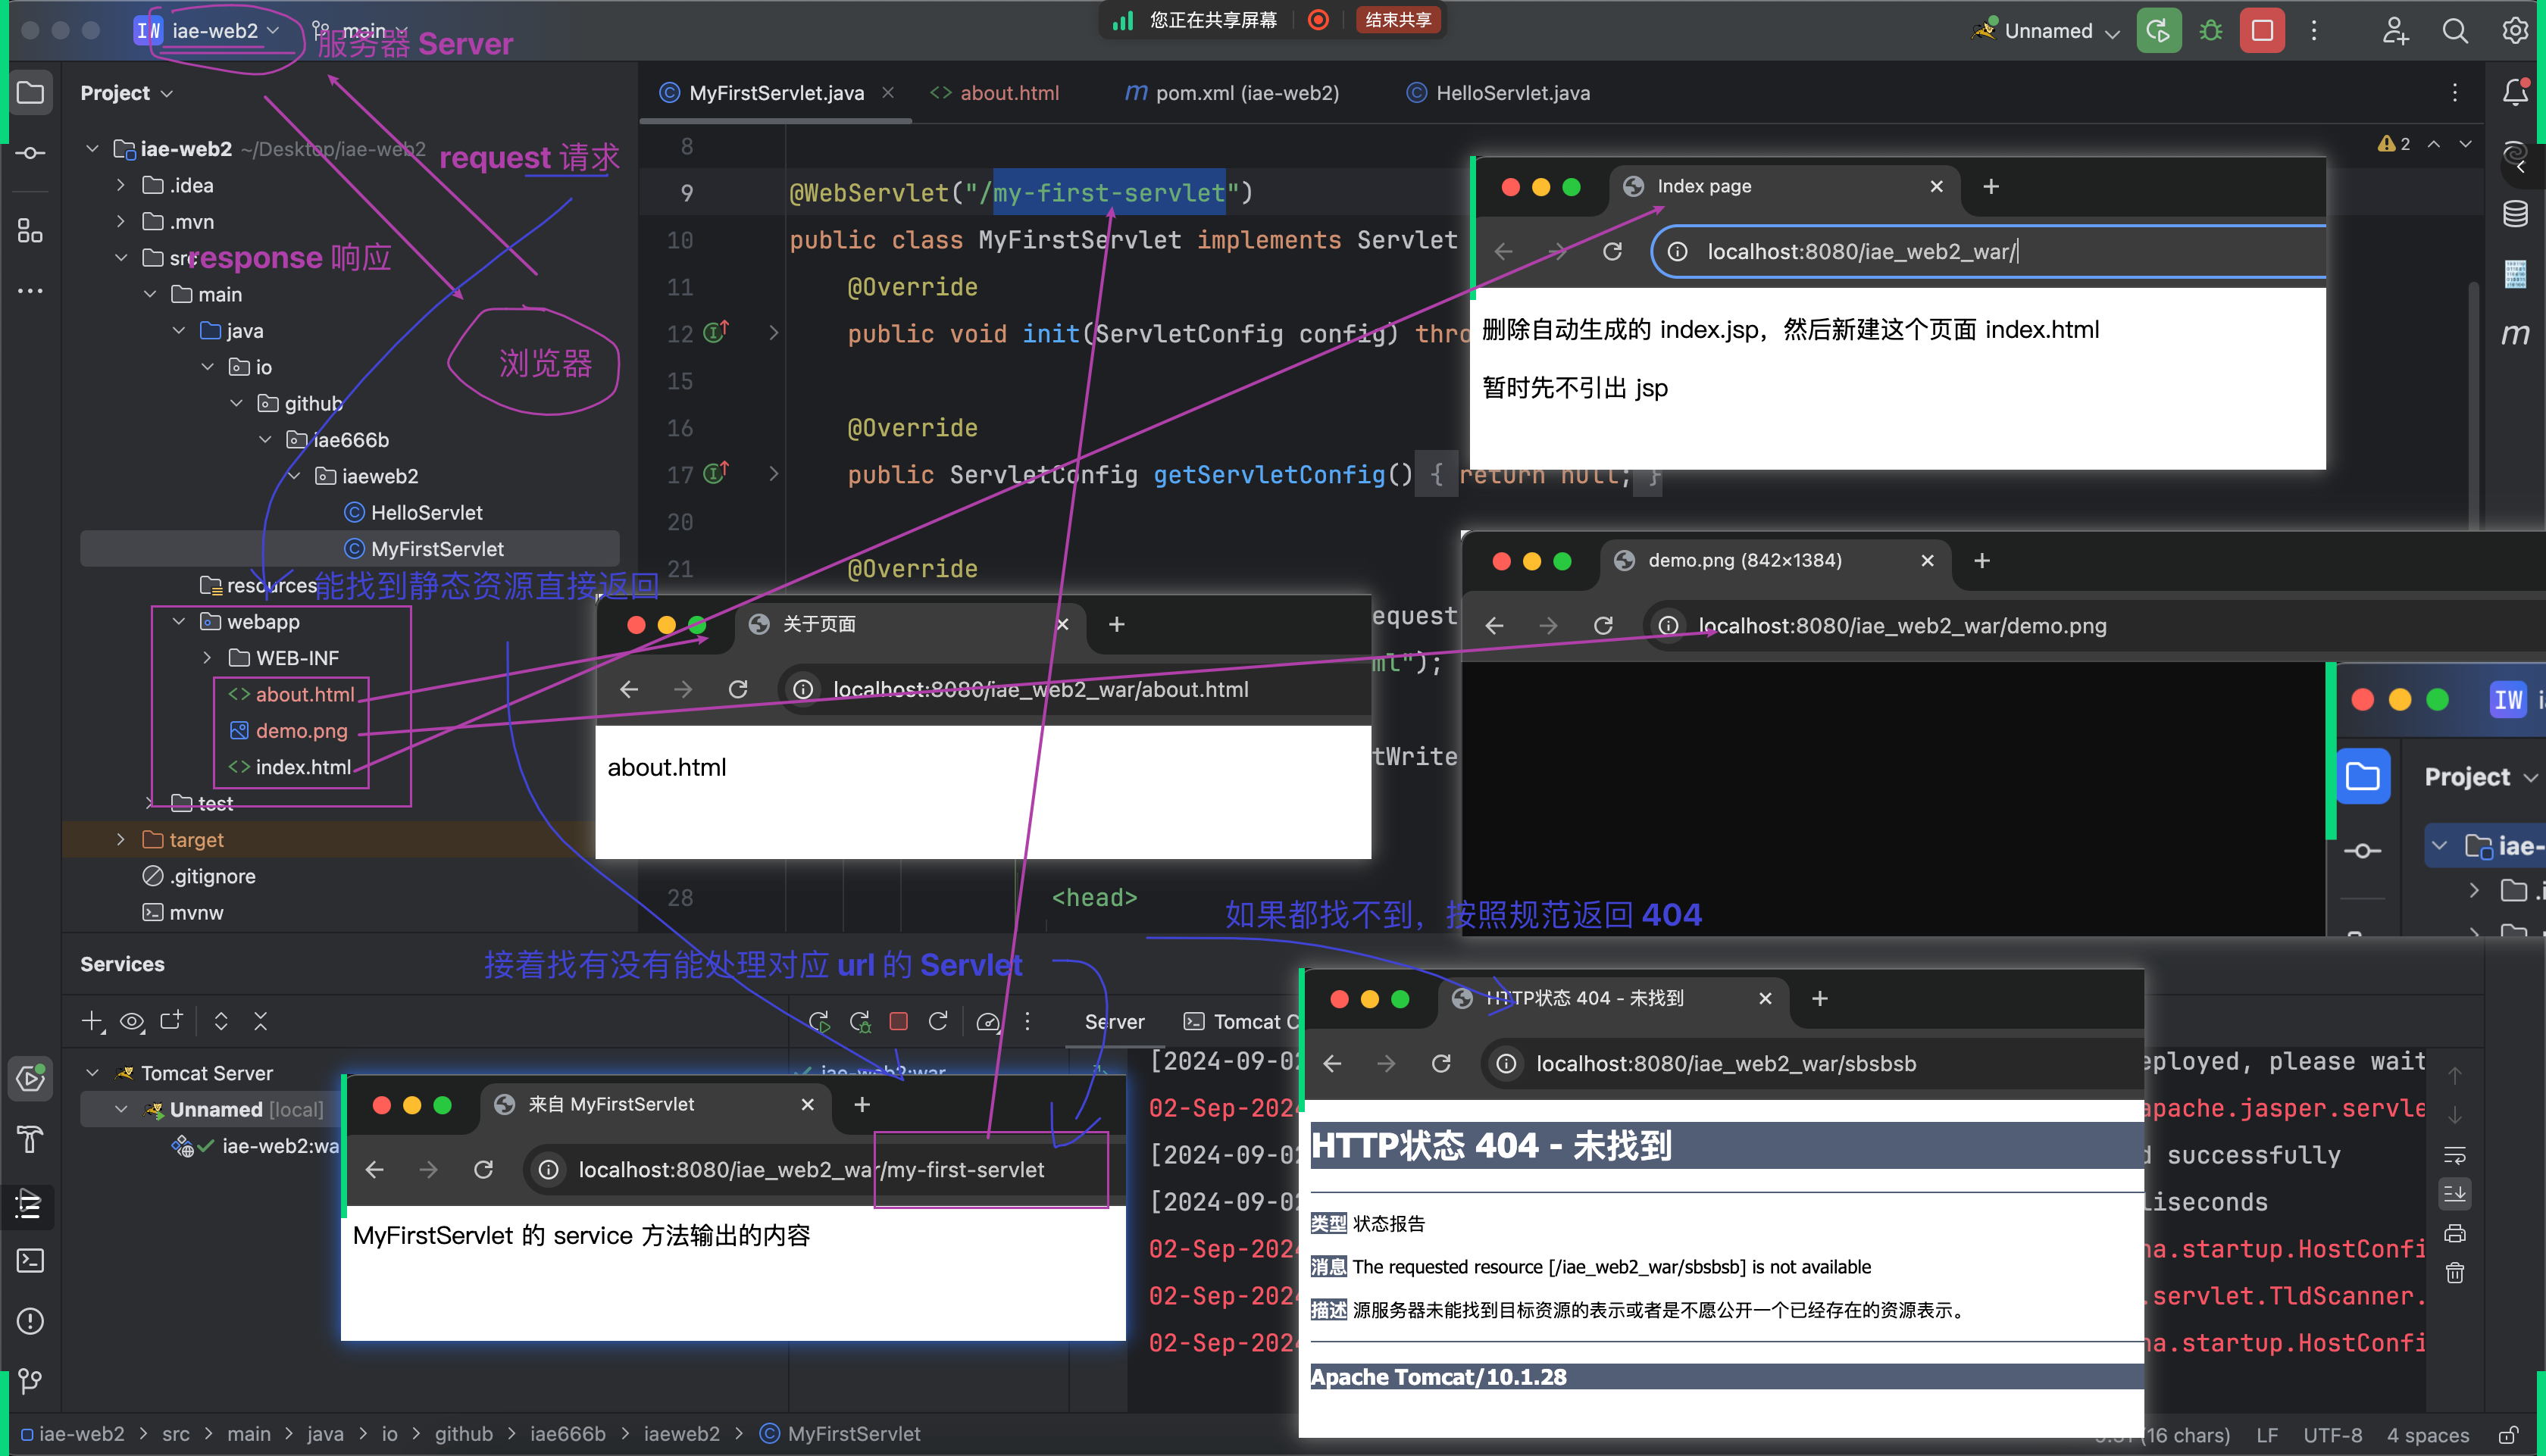 iae-web2
main
服务器 Server
您正在共享屏幕
结束共享
Unnamed
Project
MyFirstServlet.java
about.html
pom.xml (iae-web2)
HelloServlet.java
iae-web2 ~/Desktop/iae-web2
request 请求
.idea
.mvn
src
response 响应
main
java
浏览器
io
github
iae666b
iaeweb2
HelloServlet
MyFirstServlet
resources
能找到静态资源直接返回
webapp
WEB-INF
about.html
demo.png
index.html
test
target
.gitignore
mvnw
8
2
9 @WebServlet("/my-first-servlet")
10 public class MyFirstServlet implements Servlet
11 @Override
12 public void init(ServletConfig config) thro
15
16 @Override
17 public ServletConfig getServletConfig() { return null; }
20
21 @Override
equest
ml");
tWrite
28 <head>
Index page
localhost:8080/iae_web2_war/
删除自动生成的 index.jsp，然后新建这个页面 index.html
暂时先不引出 jsp
demo.png (842×1384)
localhost:8080/iae_web2_war/demo.png
IW
Project
iae-
关于页面
localhost:8080/iae_web2_war/about.html
about.html
如果都找不到，按照规范返回 404
接着找有没有能处理对应 url 的 Servlet
Services
Server
Tomcat C
Tomcat Server
Unnamed [local]
iae-web2:wa
iae-web2:war
来自 MyFirstServlet
localhost:8080/iae_web2_war/my-first-servlet
MyFirstServlet 的 service 方法输出的内容
[2024-09-02
eployed, please wait
02-Sep-2024
apache.jasper.servle
[2024-09-02
d successfully
[2024-09-02
liseconds
02-Sep-2024
na.startup.HostConfi
02-Sep-2024
.servlet.TldScanner.
02-Sep-2024
na.startup.HostConfi
HTTP状态 404 - 未找到
localhost:8080/iae_web2_war/sbsbsb
HTTP状态 404 - 未找到
类型 状态报告
消息 The requested resource [/iae_web2_war/sbsbsb] is not available
描述 源服务器未能找到目标资源的表示或者是不愿公开一个已经存在的资源表示。
Apache Tomcat/10.1.28
iae-web2 > src > main > java > io > github > iae666b > iaeweb2 > MyFirstServlet
(16 chars)
LF
UTF-8
4 spaces